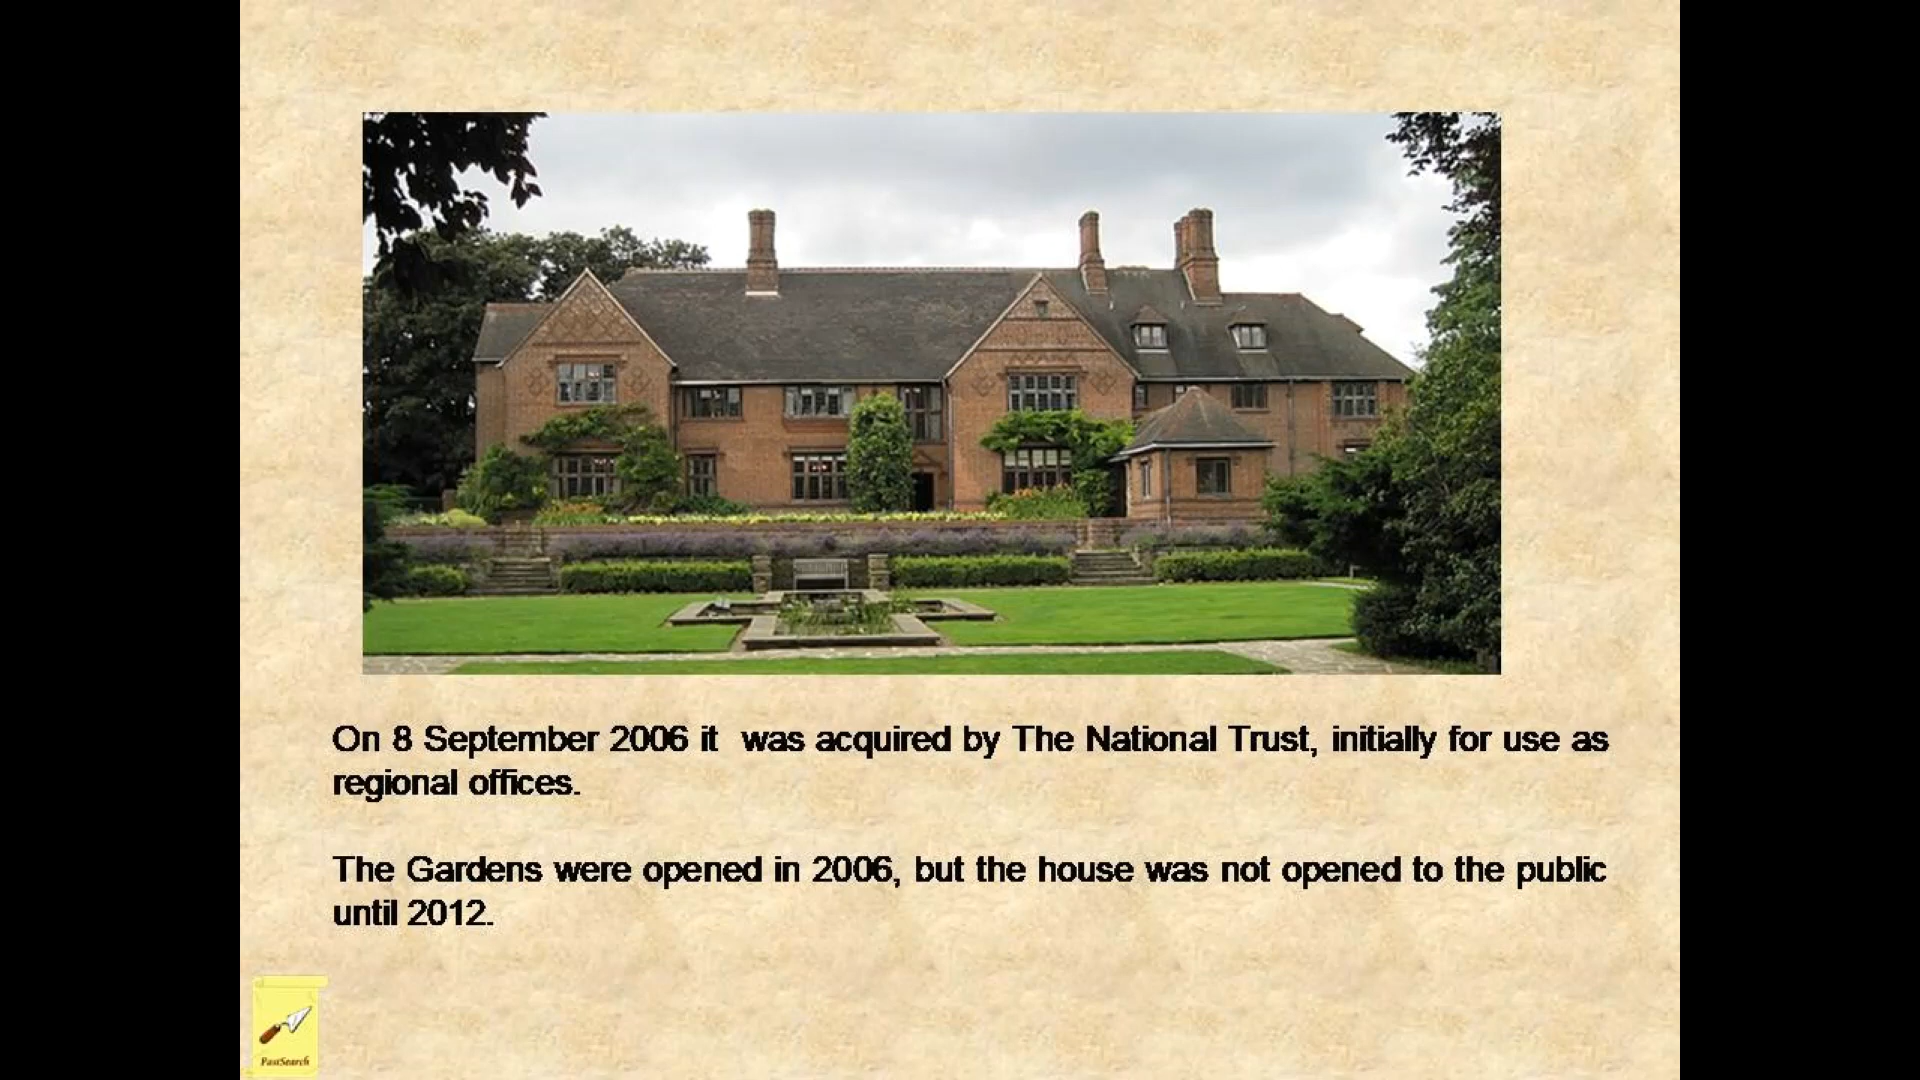 On 8 September 2006 it  was acquired by The National Trust, initially for use as
regional offices.
The Gardens were opened in 2006, but the house was not opened to the public
until 2012.
PastSearch